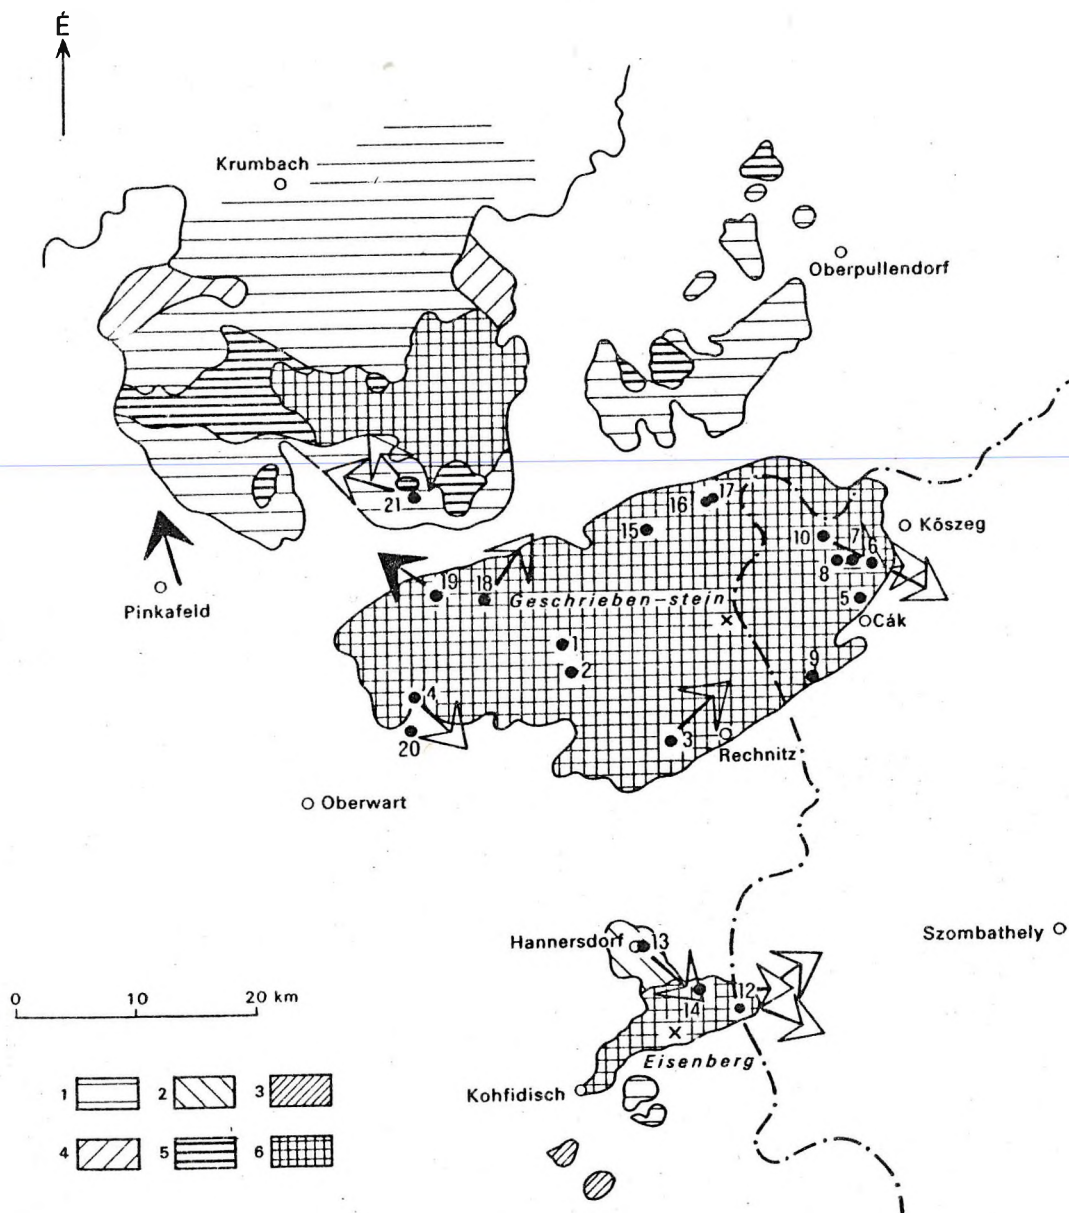 É
Krumbach
Oberpullendorf
21
17
16
15
10
7
6
8
Kőszeg
5
Cák
19
18
Geschrieben-stein
Pinkafeld
1
2
9
4
20
3
Rechnitz
Oberwart
Hannersdorf
13
Szombathely
12
14
Eisenberg
Kohfidisch
0 10 20 km
1 2 3
4 5 6